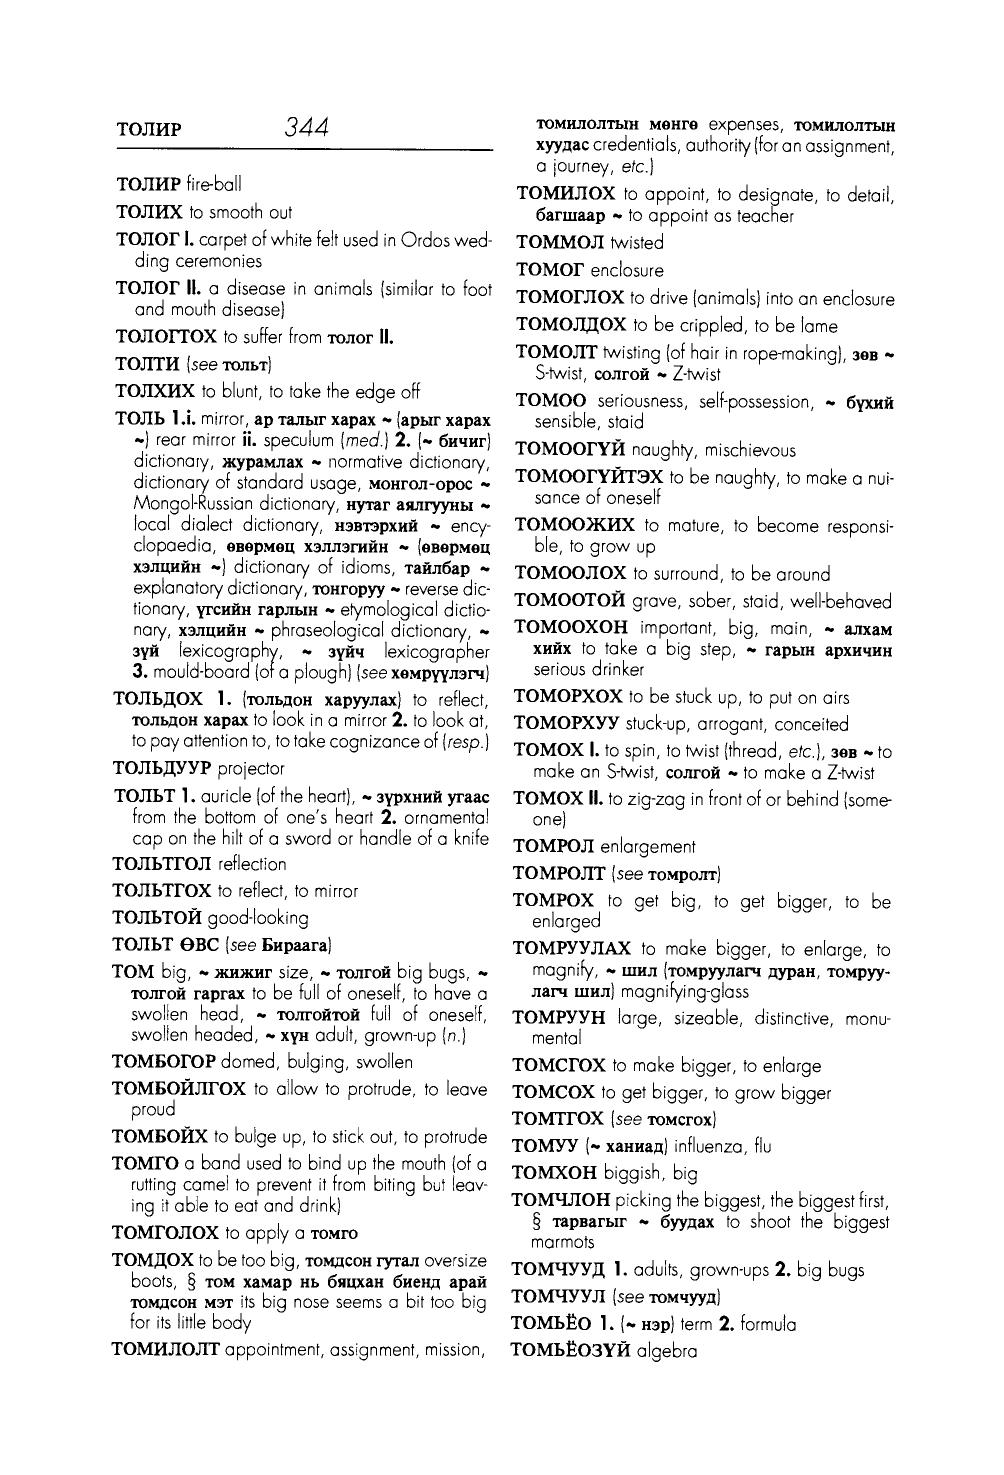 ТОЛИР 344
ТОЛИР fire-ball
ТОЛИХ to smooth out
ТОЛОГ I. carpet of white felt used in Ordos wed-
ding ceremonies
ТОЛОГ II. a disease in animals (similar to foot
and mouth disease)
ТОЛОГТОХ to suffer from толог II.
ТОЛТИ (see тольт)
ТОЛХИХ to blunt, to take the edge off
ТОЛЬ 1.i. mirror, ар талыг харах ~ (арыг харах
~) rear mirror ii. speculum (med.) 2. (~ бичиг)
dictionary, журамлах ~ normative dictionary,
dictionary of standard usage, монгол-орос ~
Mongol-Russian dictionary, нутаг аялгууны ~
local dialect dictionary, нэвтэрхий ~ ency-
clopaedia, өвөрмөц хэллэгийн ~ (өвөрмөц
хэлцийн ~) dictionary of idioms, тайлбар ~
explanatory dictionary, тонгоруу ~ reverse dic-
tionary, үгсийн гарлын ~ etymological dictio-
nary, хэлцийн ~ phraseological dictionary, ~
зүй lexicography, ~ зүйч lexicographer
3. mould-board (of a plough) (see хөмрүүлэгч)
ТОЛЬДОХ 1. (тольдон харуулах) to reflect,
тольдон харах to look in a mirror 2. to look at,
to pay attention to, to take cognizance of (resp.)
ТОЛЬДУУР projector
ТОЛЬТ 1. auricle (of the heart), ~ зүрхний угаас
from the bottom of one's heart 2. ornamental
cap on the hilt of a sword or handle of a knife
ТОЛЬТГОЛ reflection
ТОЛЬТГОХ to reflect, to mirror
ТОЛЬТОЙ good-looking
ТОЛЬТ ӨВС (see Бираага)
ТОМ big, ~ жижиг size, ~ толгой big bugs, ~
толгой гаргах to be full of oneself, to have a
swollen head, ~ толгойтой full of oneself,
swollen headed, ~ хүн adult, grown-up (n.)
ТОМБОГОР domed, bulging, swollen
ТОМБОЙЛГОХ to allow to protrude, to leave
proud
ТОМБОЙХ to bulge up, to stick out, to protrude
ТОМГО a band used to bind up the mouth (of a
rutting camel to prevent it from biting but leav-
ing it able to eat and drink)
ТОМГОЛОХ to apply a томго
ТОМДОХ to be too big, томдсон гутал oversize
boots, § том хамар нь бяцхан биенд арай
томдсон мэт its big nose seems a bit too big
for its little body
ТОМИЛОЛТ appointment, assignment, mission,
томилолтын мөнгө expenses, томилолтын
хуудас credentials, authority (for an assignment,
a journey, etc.)
ТОМИЛОХ to appoint, to designate, to detail,
багшаар ~ to appoint as teacher
ТОММОЛ twisted
ТОМОГ enclosure
ТОМОГЛОХ to drive (animals) into an enclosure
ТОМОЛДОХ to be crippled, to be lame
ТОМОЛТ twisting (of hair in rope-making), зөв ~
S-twist, солгой ~ Z-twist
ТОМОО seriousness, self-possession, ~ бүхий
sensible, staid
ТОМООГҮЙ naughty, mischievous
ТОМООГҮЙТЭХ to be naughty, to make a nui-
sance of oneself
ТОМООЖИХ to mature, to become responsi-
ble, to grow up
ТОМООЛОХ to surround, to be around
ТОМООТОЙ grave, sober, staid, well-behaved
ТОМООХОН important, big, main, ~ алхам
хийх to take a big step, ~ гарын архичин
serious drinker
ТОМОРХОХ to be stuck up, to put on airs
ТОМОРХУУ stuck-up, arrogant, conceited
ТОМОХ I. to spin, to twist (thread, etc.), зөв ~ to
make an S-twist, солгой ~ to make a Z-twist
ТОМОХ II. to zig-zag in front of or behind (some-
one)
ТОМРОЛ enlargement
ТОМРОЛТ (see томролт)
ТОМРОХ to get big, to get bigger, to be
enlarged
ТОМРУУЛАХ to make bigger, to enlarge, to
magnify, ~ шил (томруулагч дуран, томруу-
лагч шил) magnifying-glass
ТОМРУУН large, sizeable, distinctive, monu-
mental
ТОМСГОХ to make bigger, to enlarge
ТОМСОХ to get bigger, to grow bigger
ТОМТГОХ (see томсгох)
ТОМУУ (~ ханиад) influenza, flu
ТОМХОН biggish, big
ТОМЧЛОН picking the biggest, the biggest first,
§ тарвагыг ~ буудах to shoot the biggest
marmots
ТОМЧУУД 1. adults, grown-ups 2. big bugs
ТОМЧУУЛ (see томчууд)
ТОМЬЁО 1. (~ нэр) term 2. formula
ТОМЬЁОЗҮЙ algebra